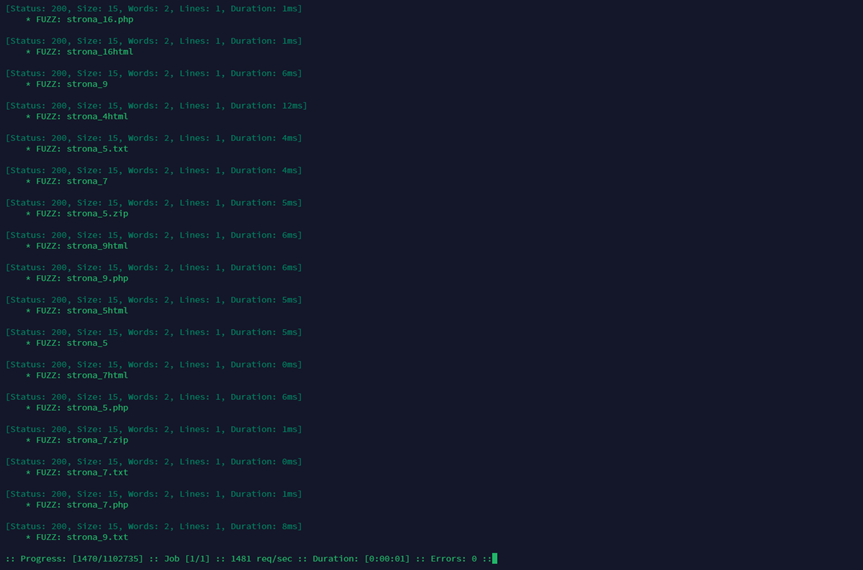 [Status: 200, Size: 15, Words: 2, Lines: 1, Duration: 1ms]
* FUZZ: strona_16.php
[Status: 200, Size: 15, Words: 2, Lines: 1, Duration: 1ms]
* FUZZ: strona_16html
[Status: 200, Size: 15, Words: 2, Lines: 1, Duration: 6ms]
* FUZZ: strona_9
[Status: 200, Size: 15, Words: 2, Lines: 1, Duration: 12ms]
* FUZZ: strona_4html
[Status: 200, Size: 15, Words: 2, Lines: 1, Duration: 4ms]
* FUZZ: strona_5.txt
[Status: 200, Size: 15, Words: 2, Lines: 1, Duration: 4ms]
* FUZZ: strona_7
[Status: 200, Size: 15, Words: 2, Lines: 1, Duration: 5ms]
* FUZZ: strona_5.zip
[Status: 200, Size: 15, Words: 2, Lines: 1, Duration: 6ms]
* FUZZ: strona_9html
[Status: 200, Size: 15, Words: 2, Lines: 1, Duration: 6ms]
* FUZZ: strona_9.php
[Status: 200, Size: 15, Words: 2, Lines: 1, Duration: 5ms]
* FUZZ: strona_5html
[Status: 200, Size: 15, Words: 2, Lines: 1, Duration: 5ms]
* FUZZ: strona_5
[Status: 200, Size: 15, Words: 2, Lines: 1, Duration: 0ms]
* FUZZ: strona_7html
[Status: 200, Size: 15, Words: 2, Lines: 1, Duration: 6ms]
* FUZZ: strona_5.php
[Status: 200, Size: 15, Words: 2, Lines: 1, Duration: 1ms]
* FUZZ: strona_7.zip
[Status: 200, Size: 15, Words: 2, Lines: 1, Duration: 0ms]
* FUZZ: strona_7.txt
[Status: 200, Size: 15, Words: 2, Lines: 1, Duration: 1ms]
* FUZZ: strona_7.php
[Status: 200, Size: 15, Words: 2, Lines: 1, Duration: 8ms]
* FUZZ: strona_9.txt
:: Progress: [1470/1102735] :: Job [1/1] :: 1481 req/sec :: Duration: [0:00:01] :: Errors: 0 ::